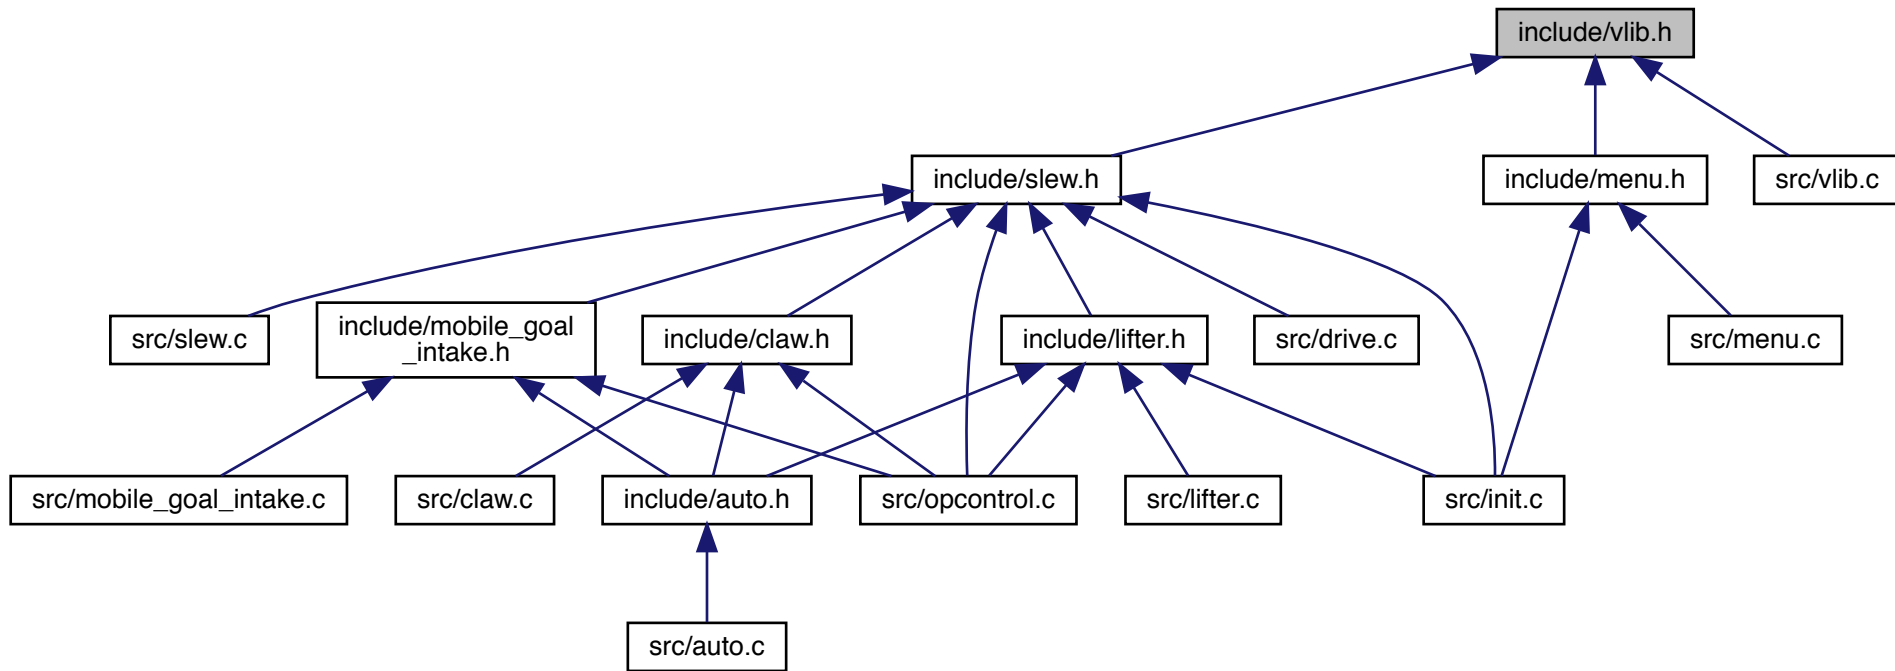 include/vlib.h
include/slew.h
include/menu.h
src/vlib.c
src/slew.c
include/mobile_goal
_intake.h
include/claw.h
include/lifter.h
src/drive.c
src/menu.c
src/mobile_goal_intake.c
src/claw.c
include/auto.h
src/opcontrol.c
src/lifter.c
src/init.c
src/auto.c